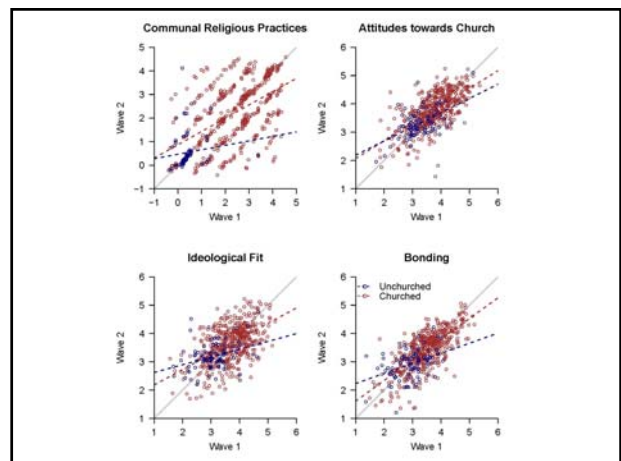 Communal Religious Practices
5
4
3
2
1
0
−1
Wave 2
−1 0 1 2 3 4 5
Wave 1
Attitudes towards Church
6
5
4
3
2
1
Wave 2
1 2 3 4 5 6
Wave 1
Ideological Fit
6
5
4
3
2
1
Wave 2
1 2 3 4 5 6
Wave 1
Bonding
6
5
4
3
2
1
Wave 2
Unchurched
Churched
1 2 3 4 5 6
Wave 1